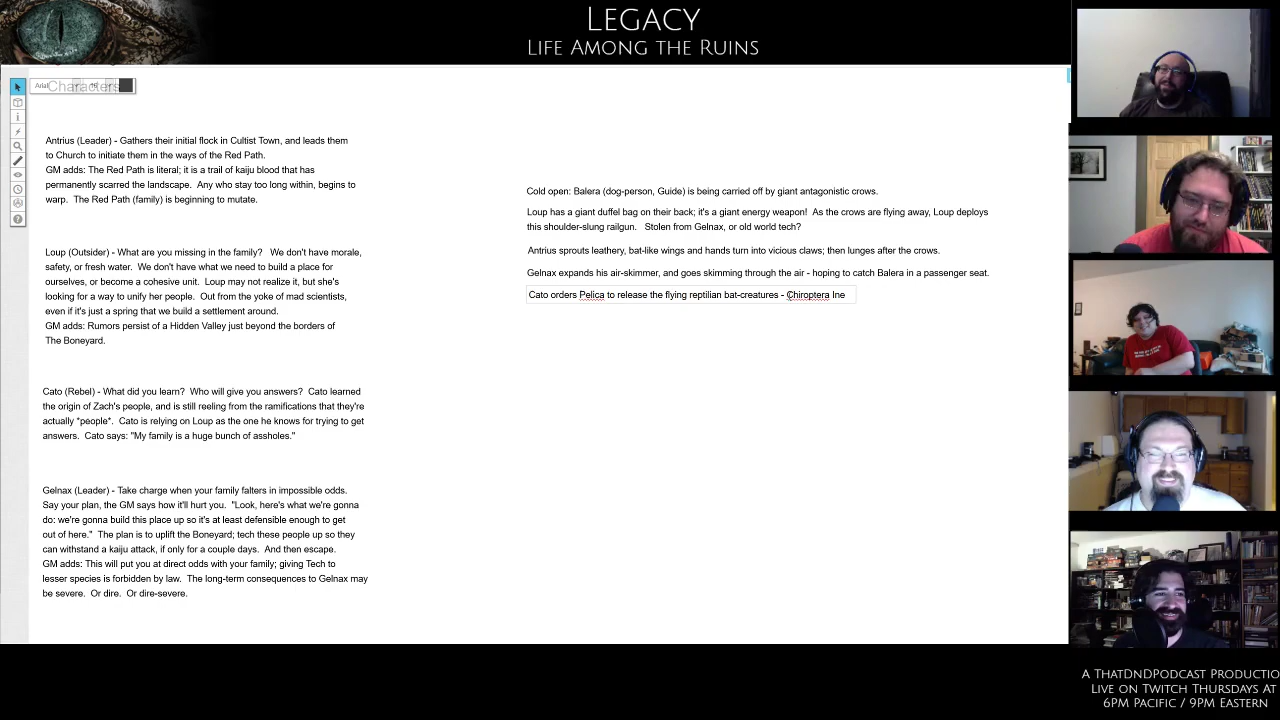 LEGACY
LIFE AMONG THE RUINS
Arial
Characters
Antrius (Leader) - Gathers their initial flock in Cultist Town, and leads them
to Church to initiate them in the ways of the Red Path.
GM adds: The Red Path is literal; it is a trail of kaiju blood that has
permanently scarred the landscape. Any who stay too long within, begins to
warp. The Red Path (family) is beginning to mutate.
Loup (Outsider) - What are you missing in the family? We don't have morale,
safety, or fresh water. We don't have what we need to build a place for
ourselves, or become a cohesive unit. Loup may not realize it, but she's
looking for a way to unify her people. Out from the yoke of mad scientists,
even if it's just a spring that we build a settlement around.
GM adds: Rumors persist of a Hidden Valley just beyond the borders of
The Boneyard.
Cato (Rebel) - What did you learn? Who will give you answers? Cato learned
the origin of Zach's people, and is still reeling from the ramifications that they're
actually *people*. Cato is relying on Loup as the one he knows for trying to get
answers. Cato says: "My family is a huge bunch of assholes."
Gelnax (Leader) - Take charge when your family falters in impossible odds.
Say your plan, the GM says how it'll hurt you. "Look, here's what we're gonna
do: we're gonna build this place up so it's at least defensible enough to get
out of here." The plan is to uplift the Boneyard; tech these people up so they
can withstand a kaiju attack, if only for a couple days. And then escape.
GM adds: This will put you at direct odds with your family; giving Tech to
lesser species is forbidden by law. The long-term consequences to Gelnax may
be severe. Or dire. Or dire-severe.
Cold open: Balera (dog-person, Guide) is being carried off by giant antagonistic crows.
Loup has a giant duffel bag on their back; it's a giant energy weapon! As the crows are flying away, Loup deploys
this shoulder-slung railgun. Stolen from Gelnax, or old world tech?
Antrius sprouts leathery, bat-like wings and hands turn into vicious claws; then lunges after the crows.
Gelnax expands his air-skimmer, and goes skimming through the air - hoping to catch Balera in a passenger seat.
Cato orders Pelica to release the flying reptilian bat-creatures - Chiroptera Ine
A THATDNDPODCAST PRODUCTIO
LIVE ON TWITCH THURSDAYS AT
6PM PACIFIC / 9PM EASTERN